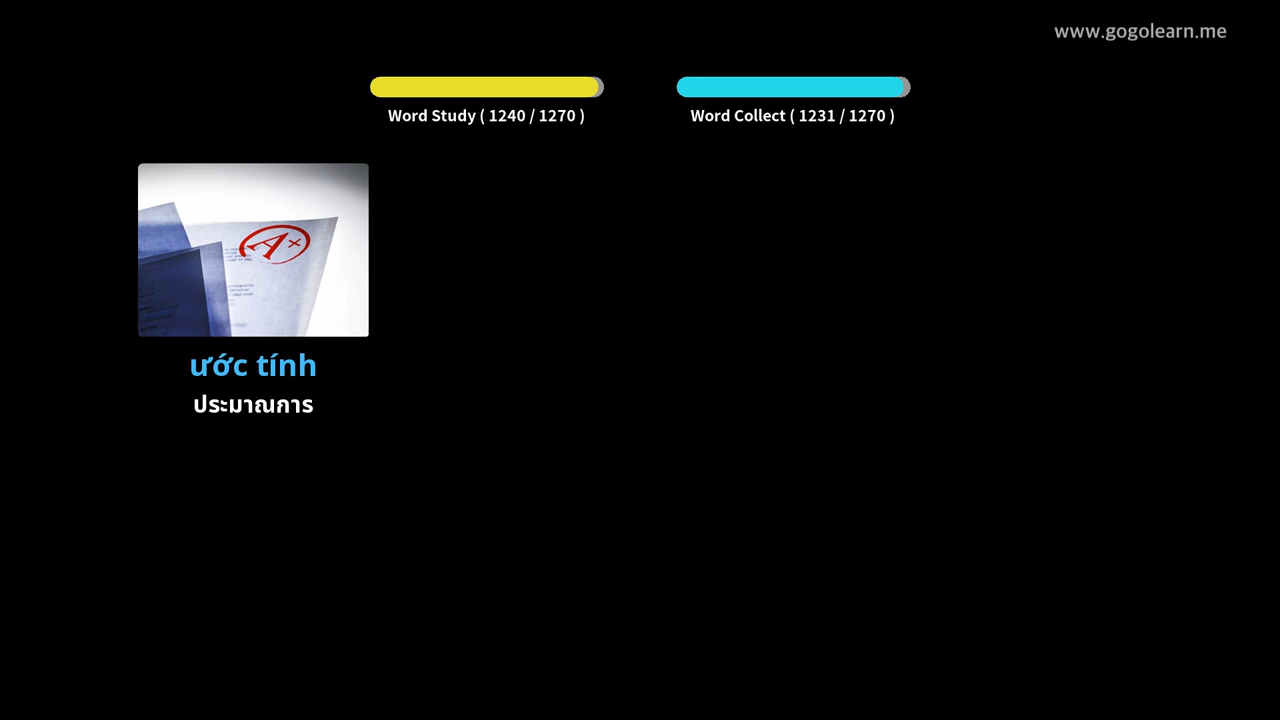 www.gogolearn.me
Word Study ( 1240 / 1270 )
Word Collect ( 1231 / 1270 )
A+
ước tính
ประมาณการ